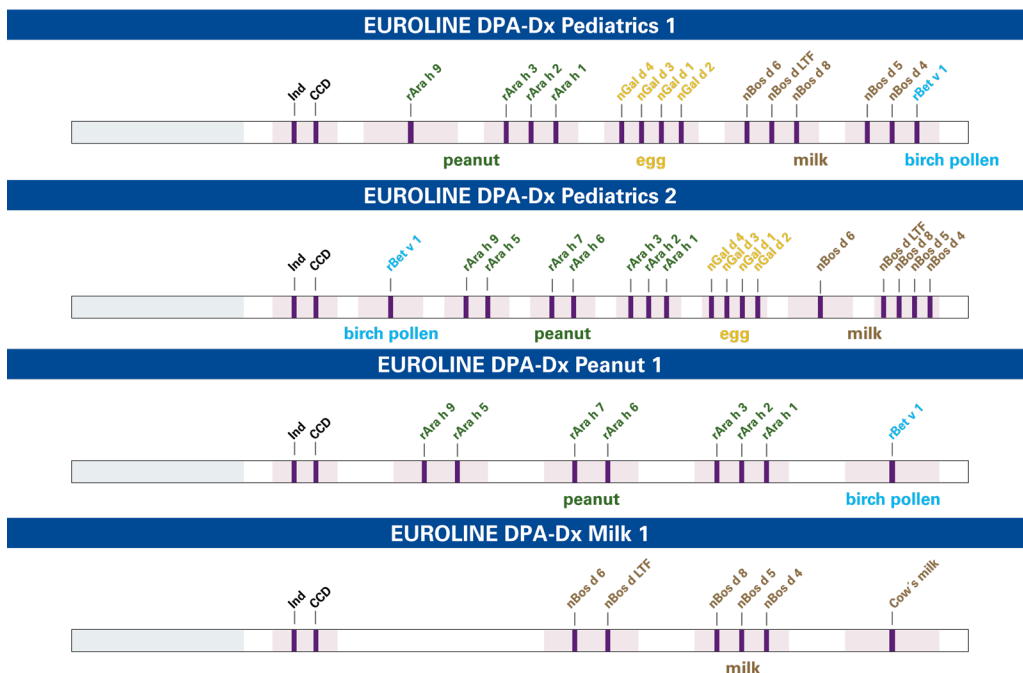 EUROLINE DPA-Dx Pediatrics 1
Ind CCD rAra h 9 rAra h 3 rAra h 2 rAra h 1 nGal d 4 nGal d 3 nGal d 1 nGal d 2 nBos d 6 nBos d LTF nBos d 8 nBos d 5 nBos d 4 rBet v 1
peanut egg milk birch pollen
EUROLINE DPA-Dx Pediatrics 2
Ind CCD rBet v 1 rAra h 9 rAra h 5 rAra h 7 rAra h 6 rAra h 3 rAra h 2 rAra h 1 nGal d 4 nGal d 3 nGal d 1 nGal d 2 nBos d 6 nBos d LTF nBos d 8 nBos d 5 nBos d 4
birch pollen peanut egg milk
EUROLINE DPA-Dx Peanut 1
Ind CCD rAra h 9 rAra h 5 rAra h 7 rAra h 6 rAra h 3 rAra h 2 rAra h 1 rBet v 1
peanut birch pollen
EUROLINE DPA-Dx Milk 1
Ind CCD nBos d 6 nBos d LTF nBos d 8 nBos d 5 nBos d 4 Cow´s milk
milk